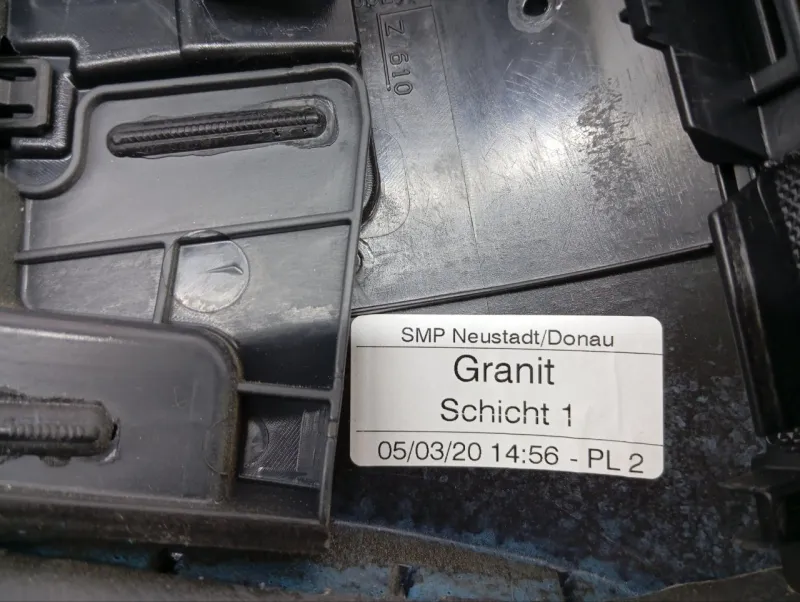 Z 610
SMP Neustadt/Donau
Granit
Schicht 1
05/03/20 14:56 - PL 2